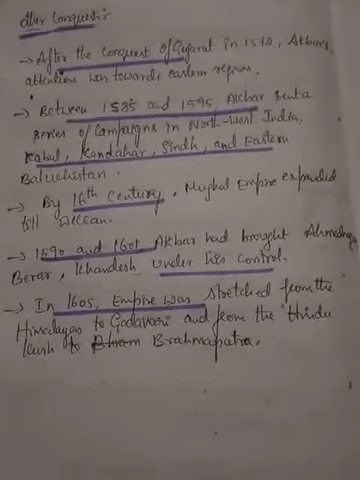 Other Conquests:
→ After the conquest of Gujarat in 1572, Akbar's
attention was towards eastern regions.
→ Between 1585 and 1595, Akbar sent a
series of Campaigns in North-West India,
Kabul, Kandahar, Sindh, and Eastern
Baluchistan.
→ By 16th Century, Mughal Empire expanded
till Deccan.
→ 1590 and 1601 Akbar had brought Ahmednagar
Berar, Khandesh under his control.
→ In 1605, Empire was stretched from the
Himalayas to Godavari and from the Hindu
kush to Brahmaputra.